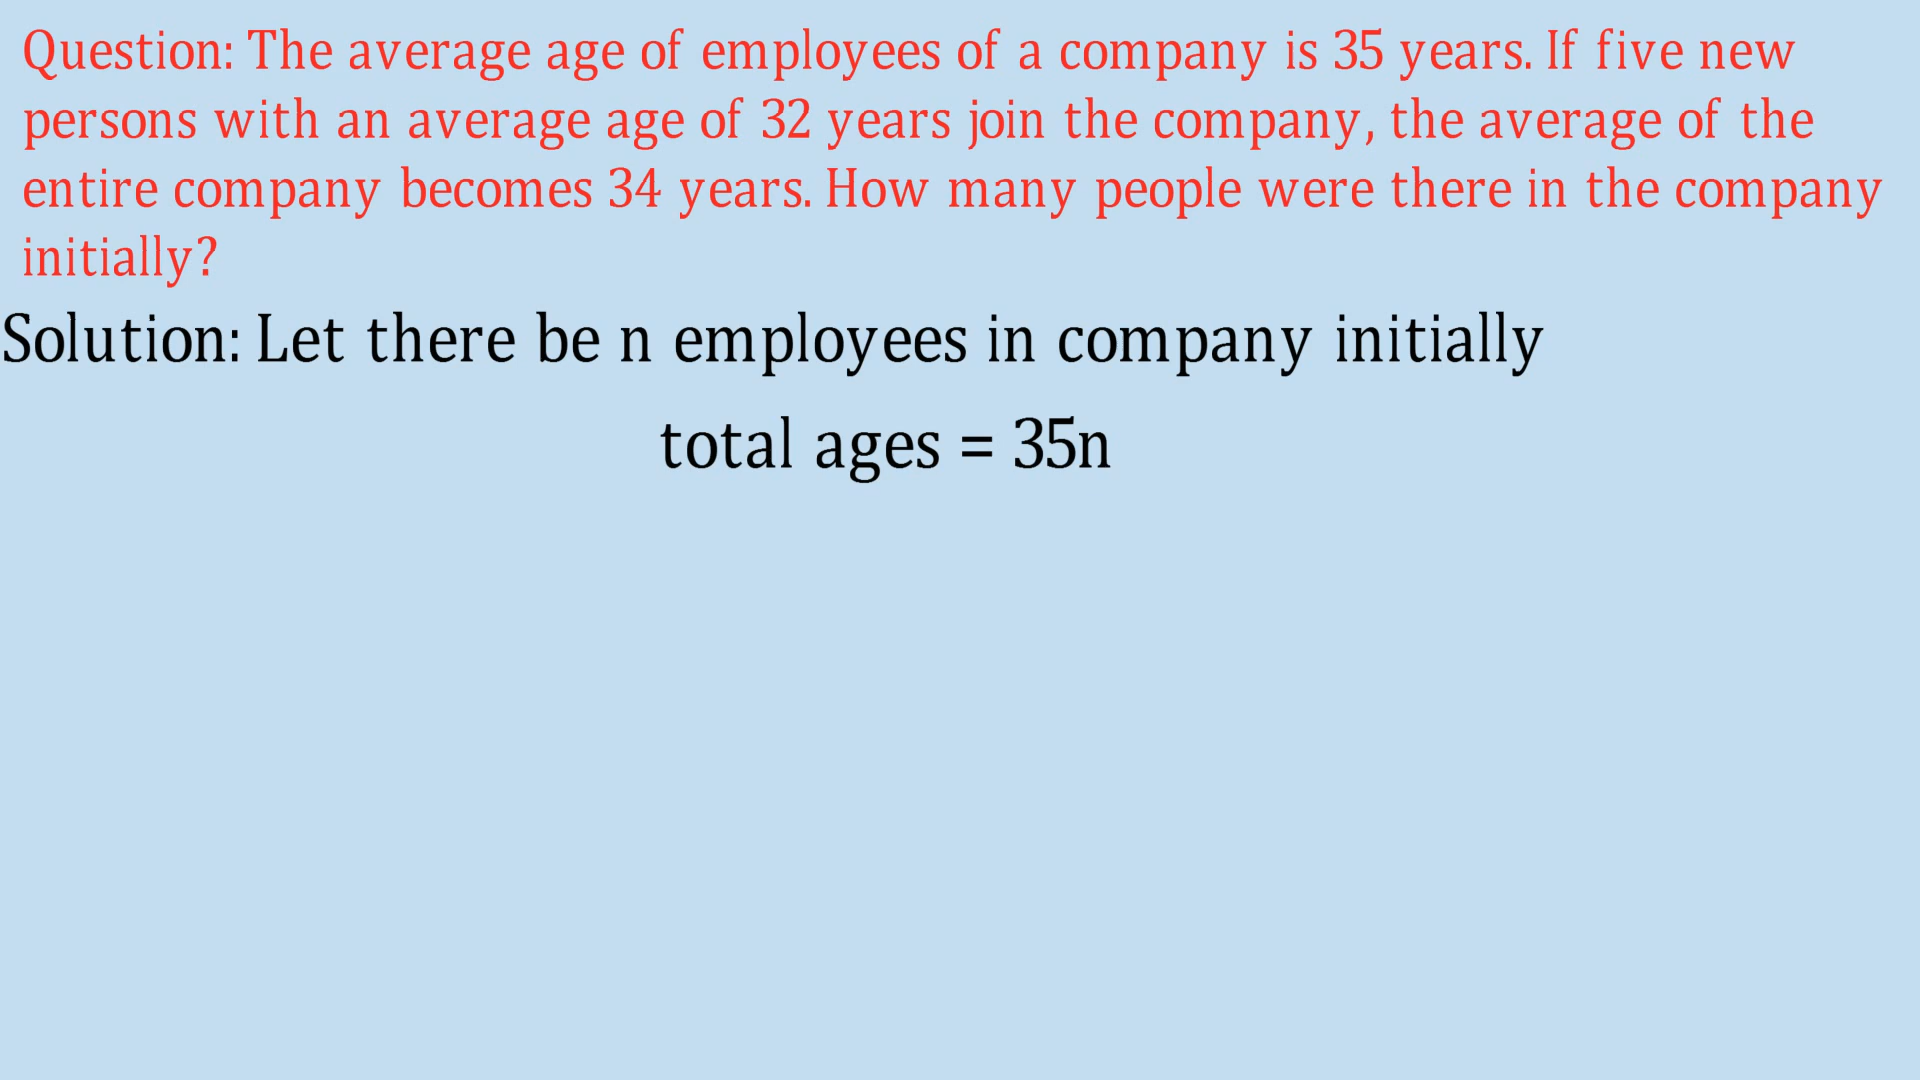 Question: The average age of employees of a company is 35 years. If five new
persons with an average age of 32 years join the company, the average of the
entire company becomes 34 years. How many people were there in the company
initially?
Solution: Let there be n employees in company initially
total ages = 35n